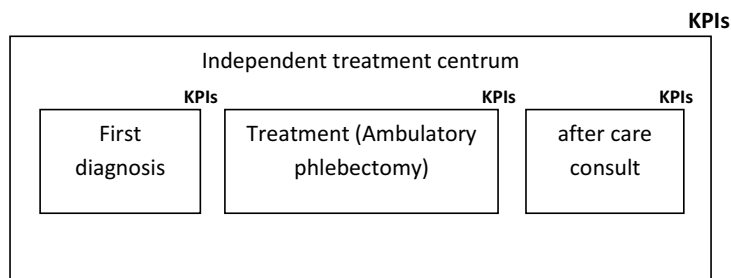 KPIs
Independent treatment centrum
KPIs
First
diagnosis
KPIs
Treatment (Ambulatory
phlebectomy)
KPIs
after care
consult